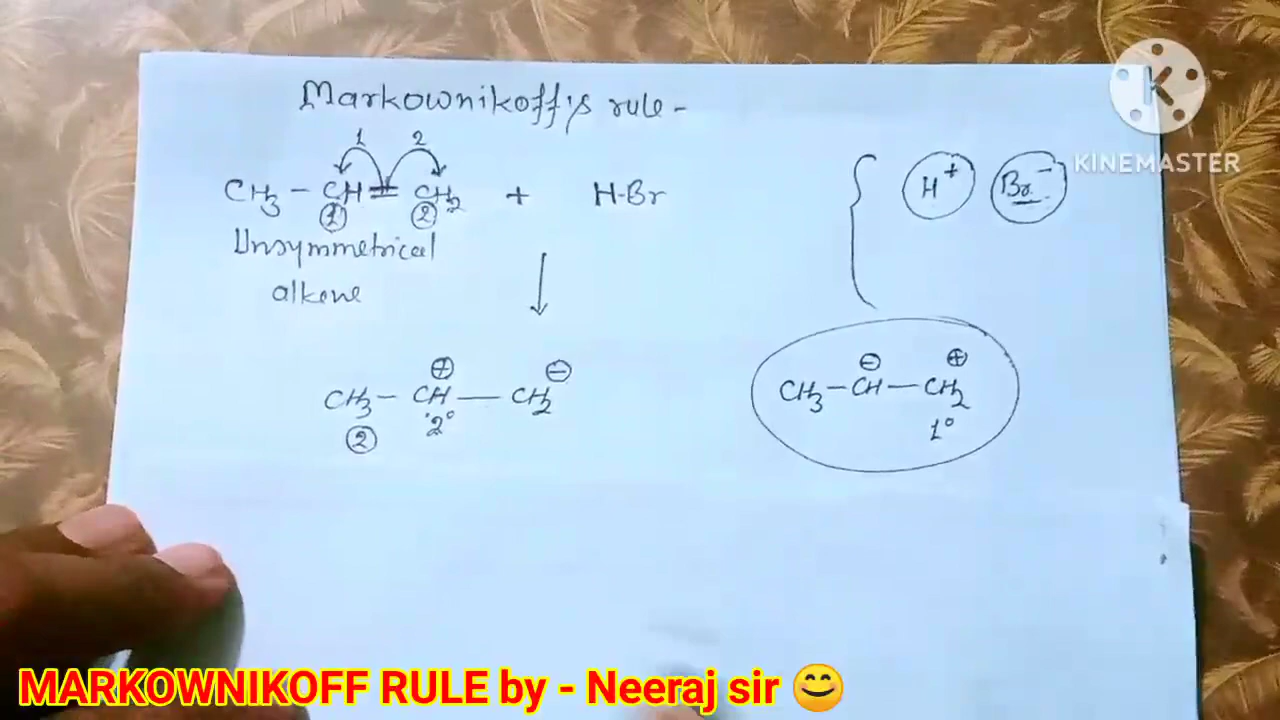 Markownikoff's rule -
1 2
CH₃ – CH = CH₂ + H-Br
① ②
Unsymmetrical
alkene
H⁺ Br⁻
⊕ ⊖
CH₃ – CH — CH₂
② 2°
⊖ ⊕
CH₃ – CH — CH₂
1°
K
KINEMASTER
MARKOWNIKOFF RULE by - Neeraj sir 😊